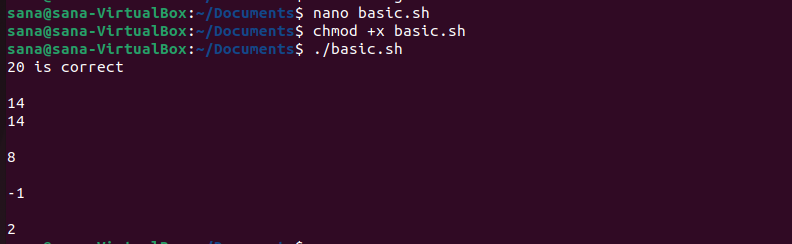 sana@sana-VirtualBox:~/Documents$ nano basic.sh
sana@sana-VirtualBox:~/Documents$ chmod +x basic.sh
sana@sana-VirtualBox:~/Documents$ ./basic.sh
20 is correct
14
14
8
-1
2